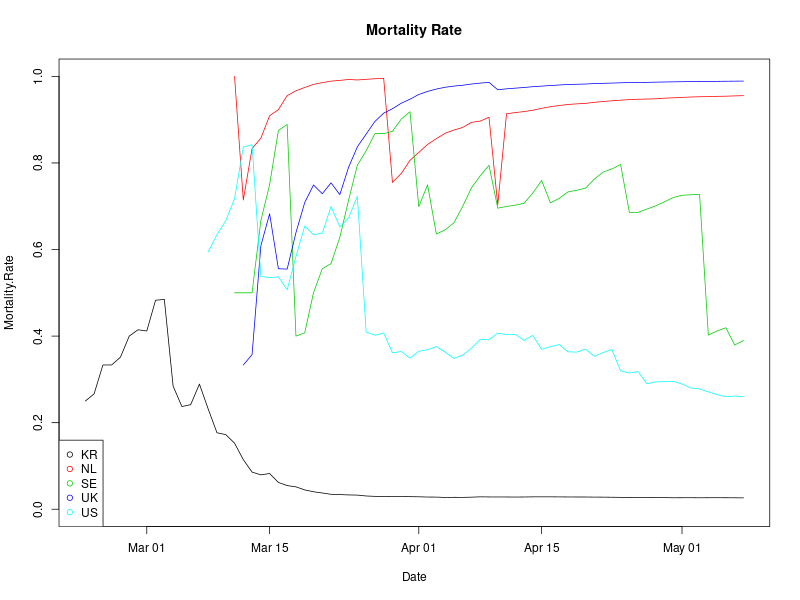 Mortality Rate
Mortality.Rate
1.0
0.8
0.6
0.4
0.2
0.0
KR
NL
SE
UK
US
Mar 01
Mar 15
Apr 01
Apr 15
May 01
Date